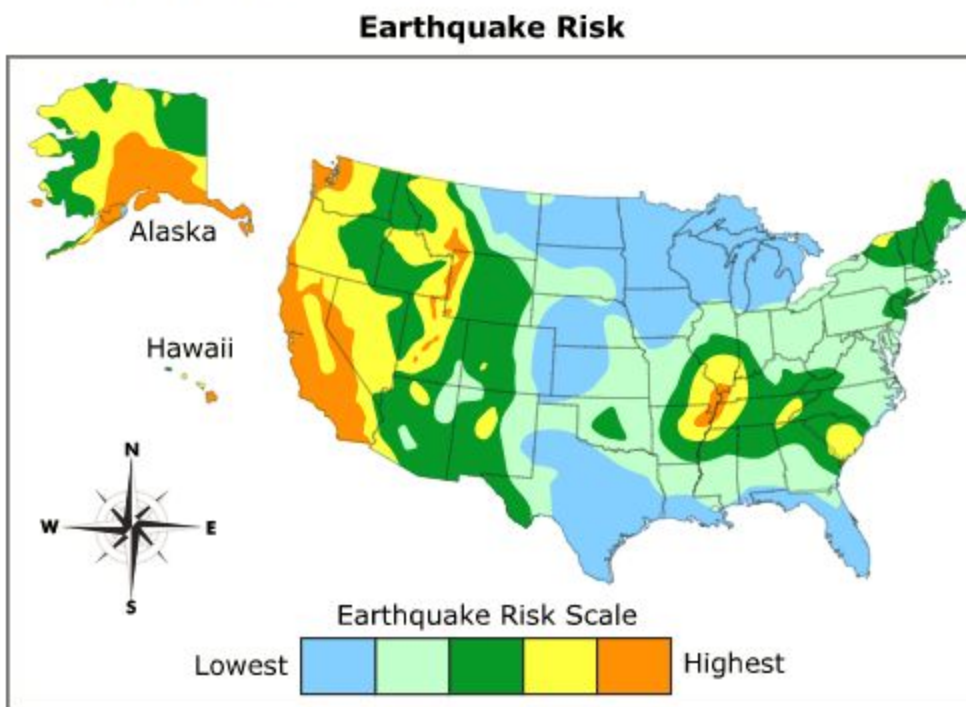 Earthquake Risk
Alaska
Hawaii
N
W E
S
Earthquake Risk Scale
Lowest Highest